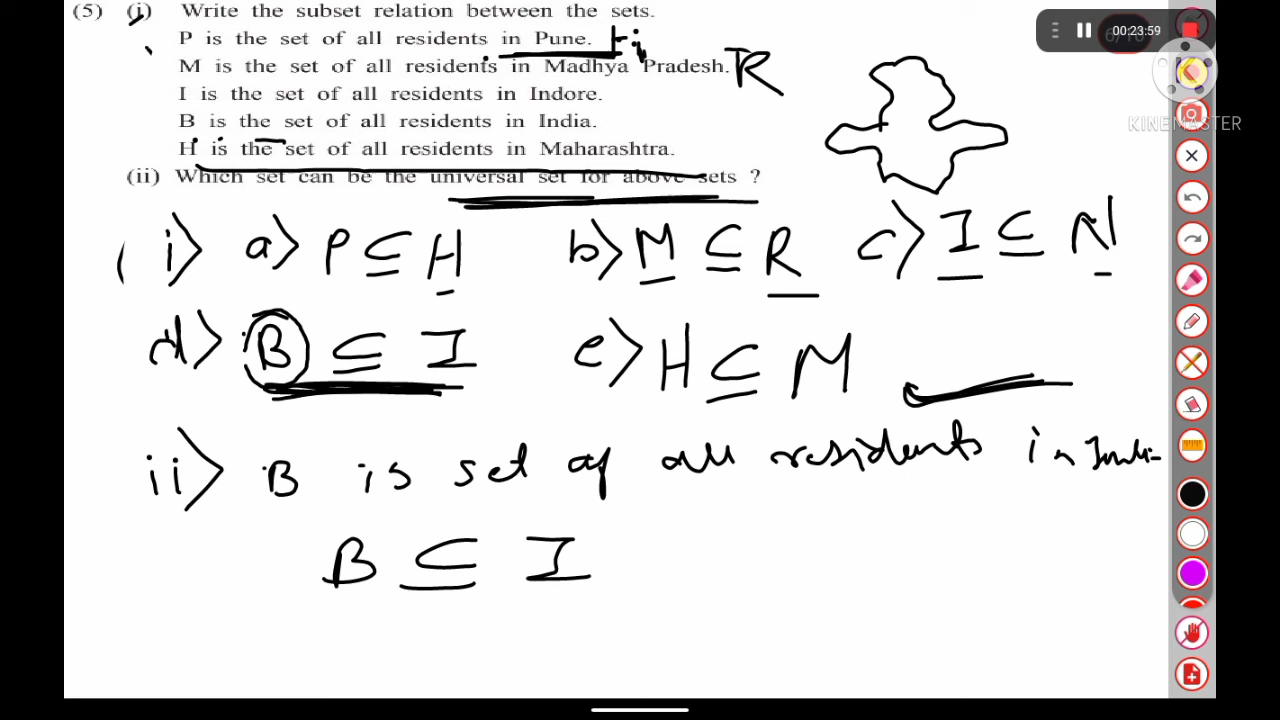 (5) (i) Write the subset relation between the sets.
P is the set of all residents in Pune.
M is the set of all residents in Madhya Pradesh. R
I is the set of all residents in Indore.
B is the set of all residents in India.
H is the set of all residents in Maharashtra.
(ii) Which set can be the universal set for above sets ?
i) a) P ⊆ H b) M ⊆ R c) I ⊆ N
d) B ⊆ I e) H ⊆ M
ii) B is set of all residents in
B ⊆ I
00:23:59
KINEMASTER